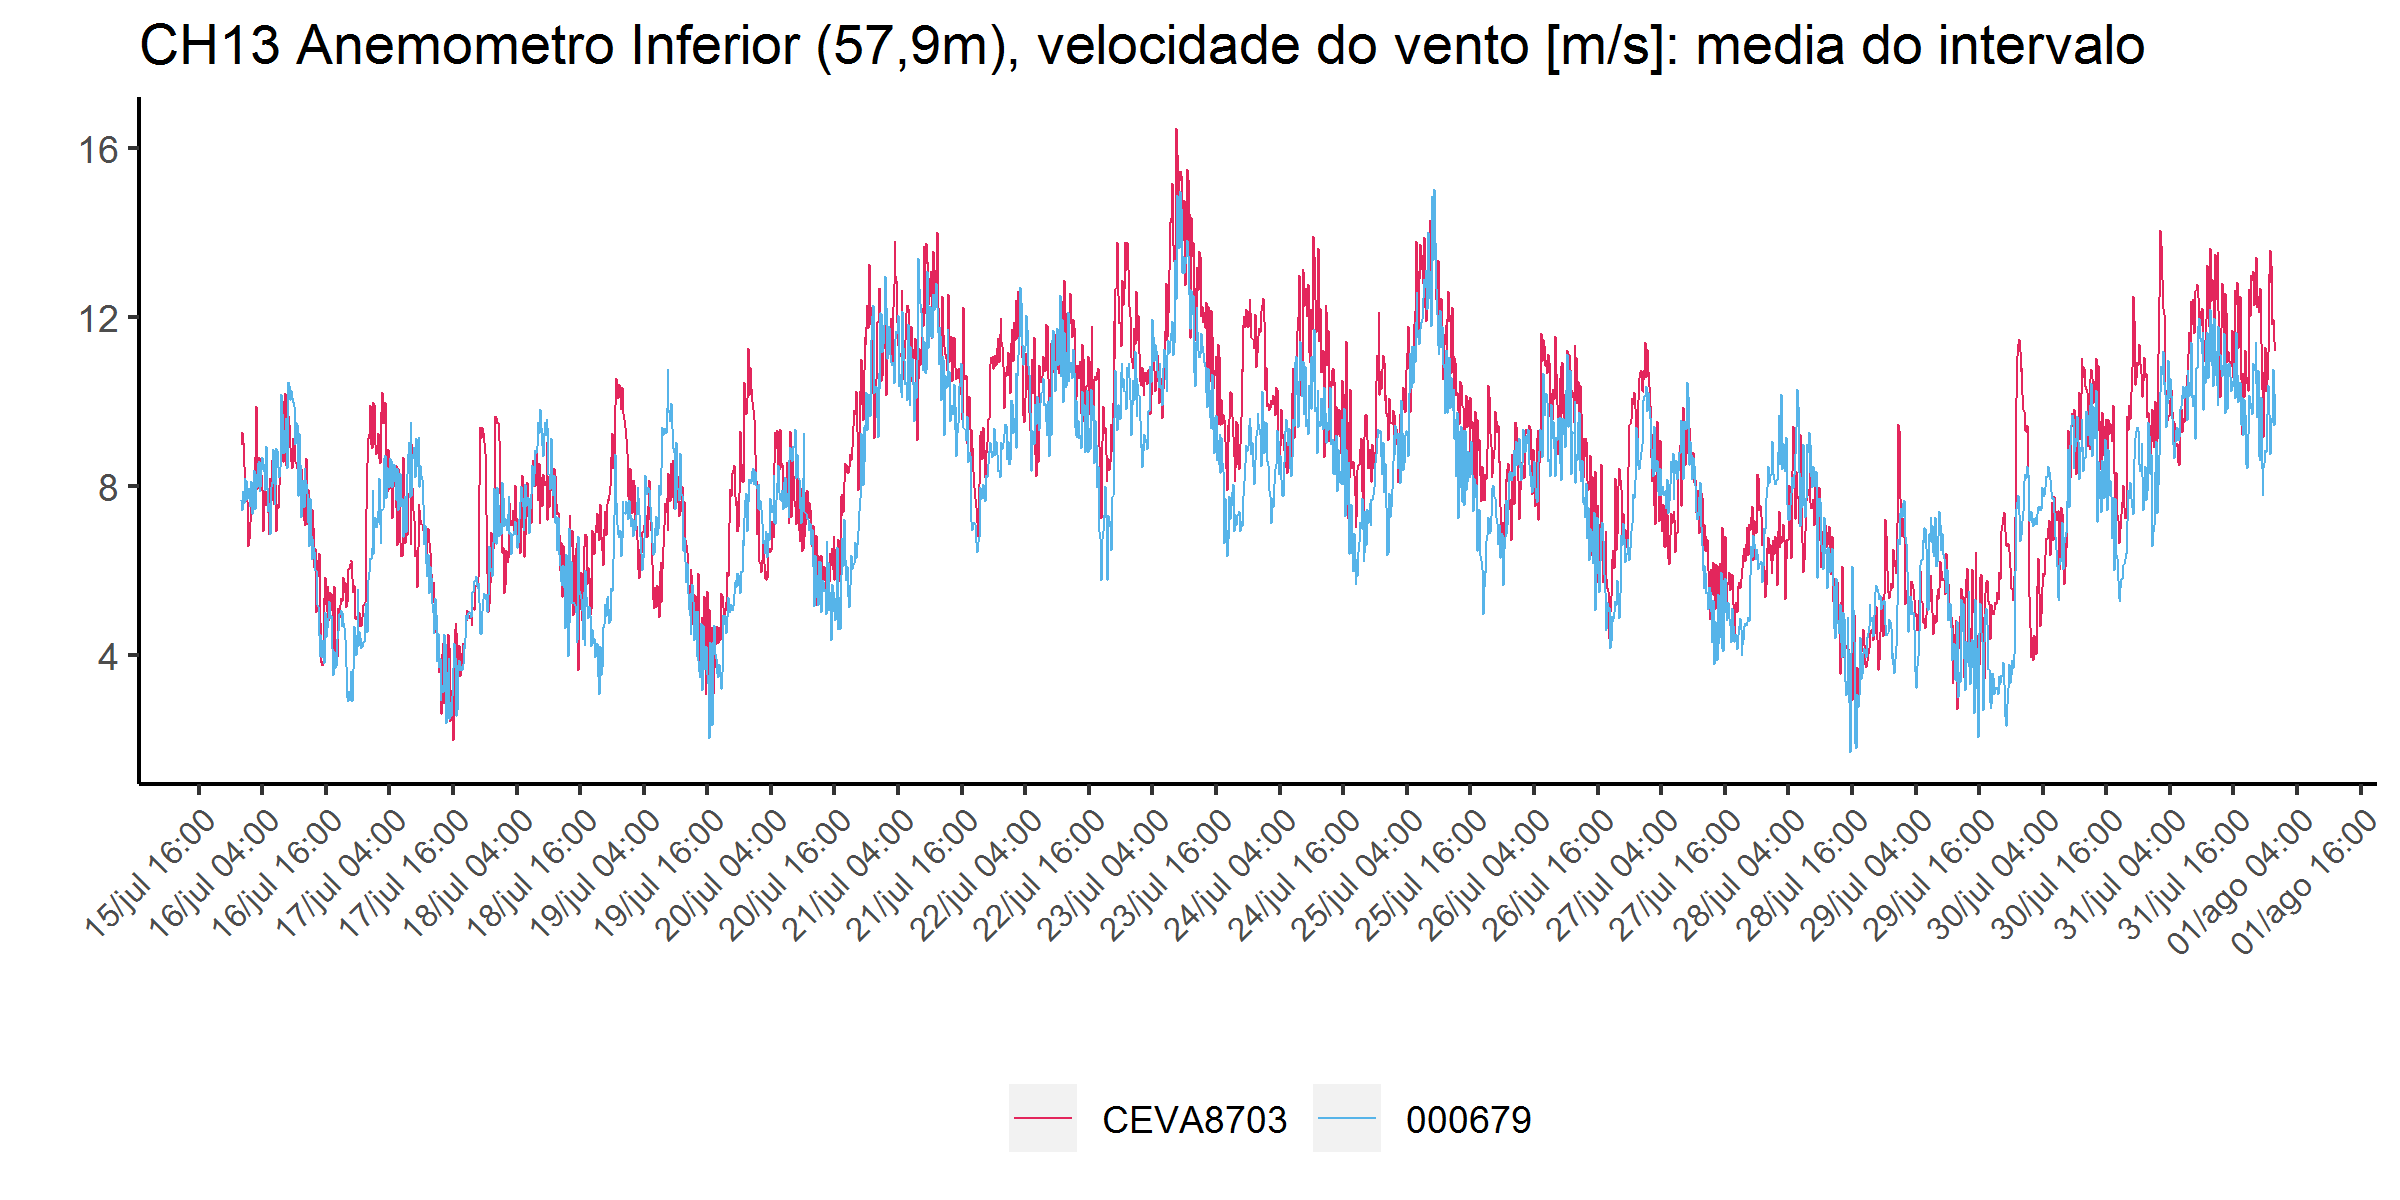 CH13 Anemometro Inferior (57,9m), velocidade do vento [m/s]: media do intervalo
16
12
8
4
15/jul 16:00
16/jul 04:00
16/jul 16:00
17/jul 04:00
17/jul 16:00
18/jul 04:00
18/jul 16:00
19/jul 04:00
19/jul 16:00
20/jul 04:00
20/jul 16:00
21/jul 04:00
21/jul 16:00
22/jul 04:00
22/jul 16:00
23/jul 04:00
23/jul 16:00
24/jul 04:00
24/jul 16:00
25/jul 04:00
25/jul 16:00
26/jul 04:00
26/jul 16:00
27/jul 04:00
27/jul 16:00
28/jul 04:00
28/jul 16:00
29/jul 04:00
29/jul 16:00
30/jul 04:00
30/jul 16:00
31/jul 04:00
31/jul 16:00
01/ago 04:00
01/ago 16:00
CEVA8703 000679